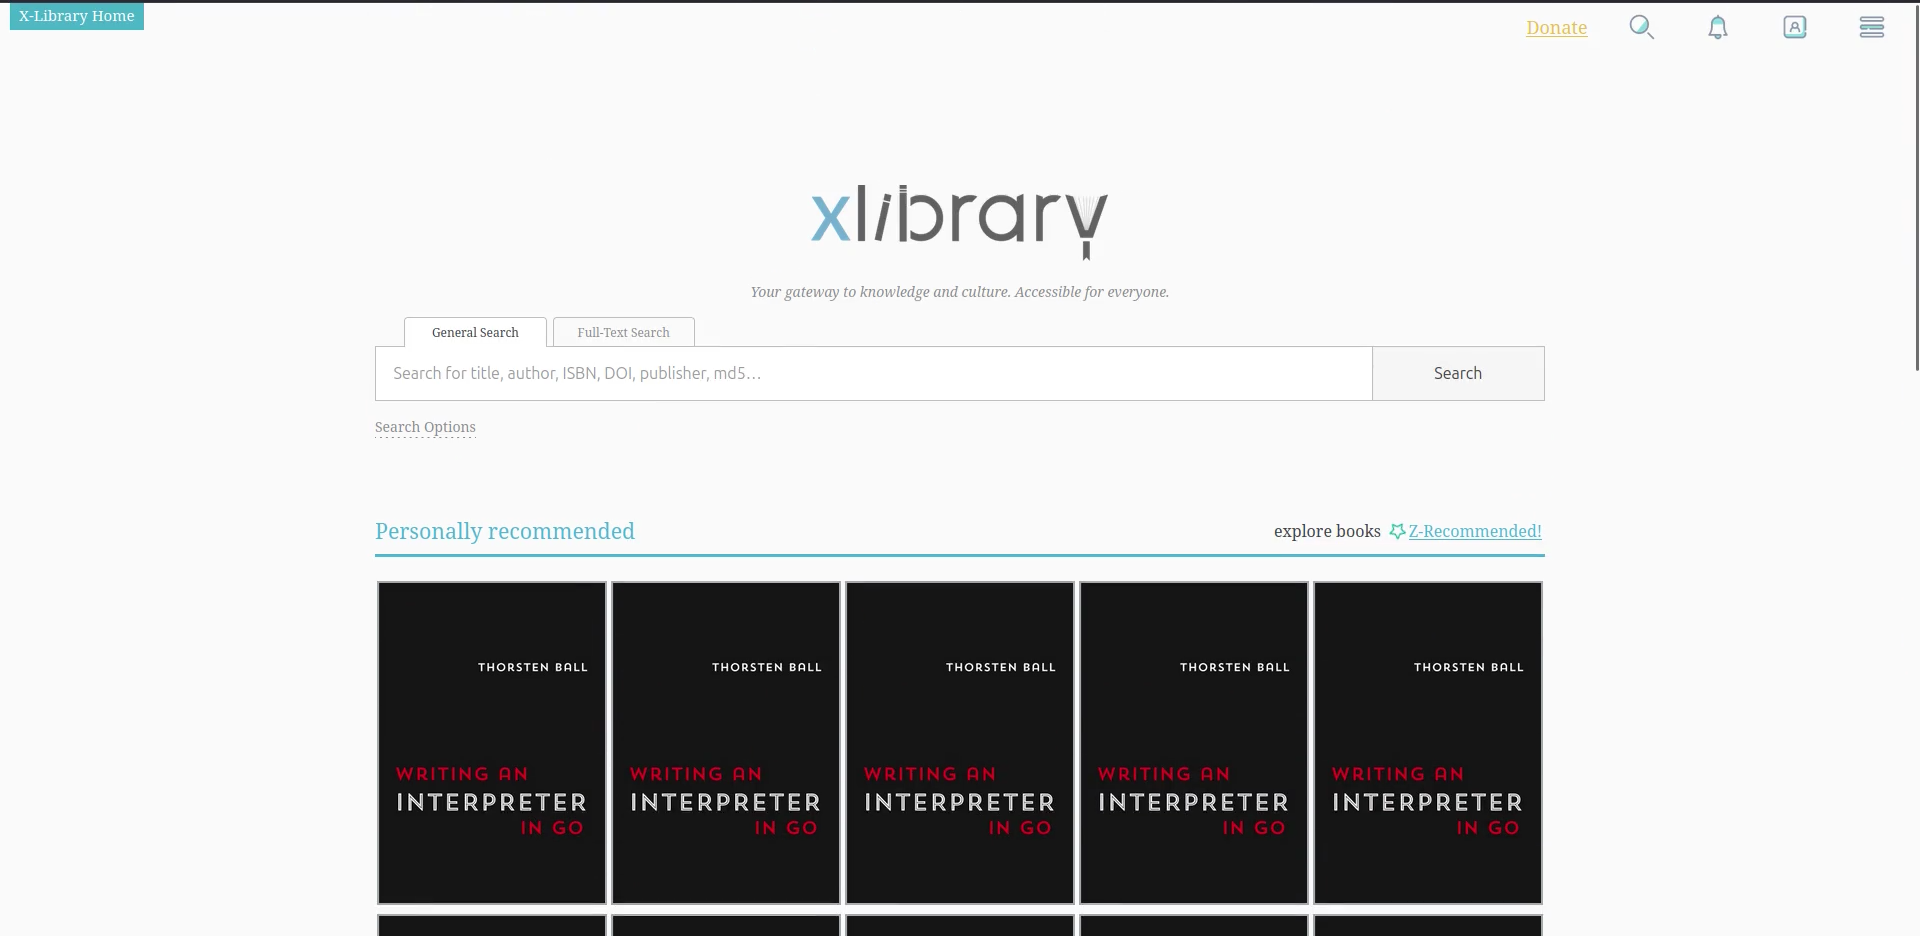 X-Library Home
Donate
xlibrary
Your gateway to knowledge and culture. Accessible for everyone.
General Search
Full-Text Search
Search for title, author, ISBN, DOI, publisher, md5...
Search
Search Options
Personally recommended
explore books Z-Recommended!
THORSTEN BALL
WRITING AN
INTERPRETER
IN GO
THORSTEN BALL
WRITING AN
INTERPRETER
IN GO
THORSTEN BALL
WRITING AN
INTERPRETER
IN GO
THORSTEN BALL
WRITING AN
INTERPRETER
IN GO
THORSTEN BALL
WRITING AN
INTERPRETER
IN GO